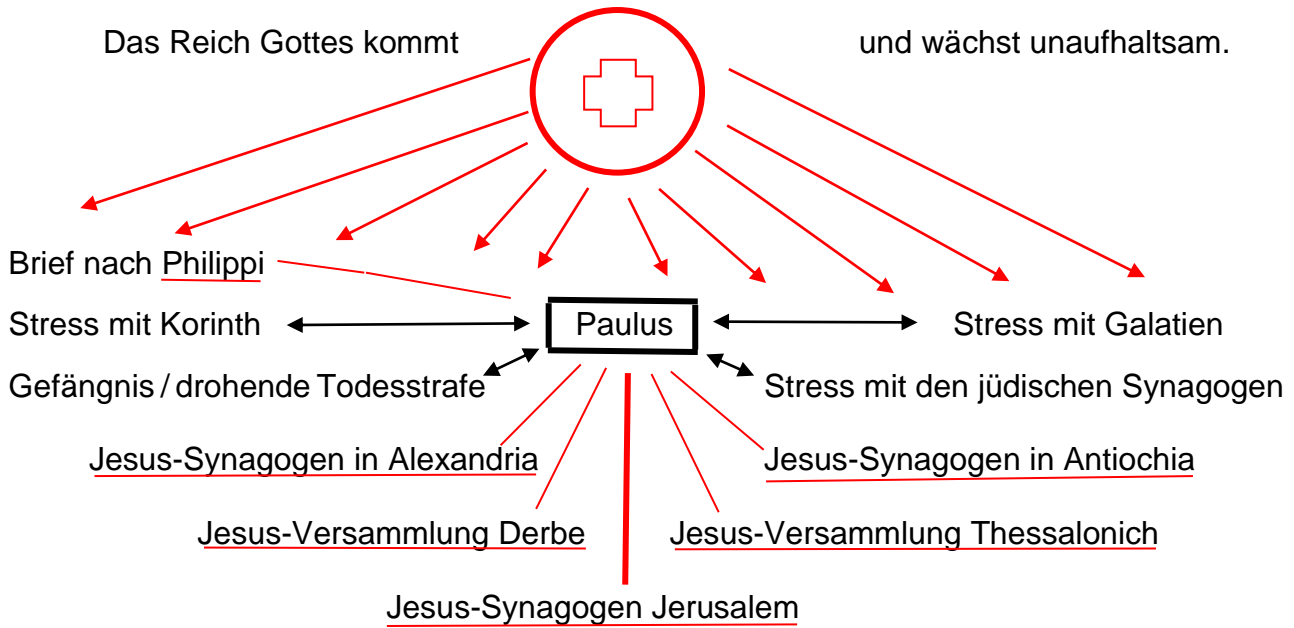 Das Reich Gottes kommt und wächst unaufhaltsam.
Brief nach Philippi
Stress mit Korinth Paulus Stress mit Galatien
Gefängnis / drohende Todesstrafe Stress mit den jüdischen Synagogen
Jesus-Synagogen in Alexandria Jesus-Synagogen in Antiochia
Jesus-Versammlung Derbe Jesus-Versammlung Thessalonich
Jesus-Synagogen Jerusalem